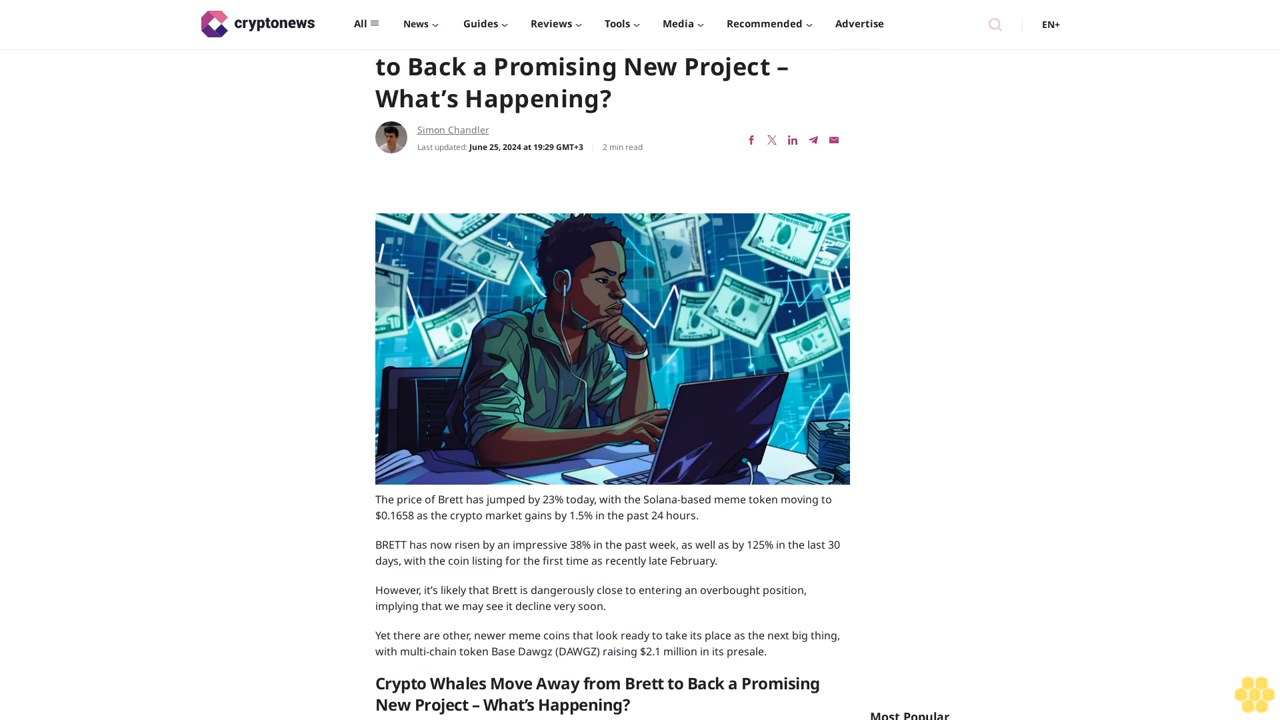 cryptonews
All
News
Guides
Reviews
Tools
Media
Recommended
Advertise
EN+
to Back a Promising New Project –
What's Happening?
Simon Chandler
Last updated: June 25, 2024 at 19:29 GMT+3
2 min read
The price of Brett has jumped by 23% today, with the Solana-based meme token moving to
$0.1658 as the crypto market gains by 1.5% in the past 24 hours.
BRETT has now risen by an impressive 38% in the past week, as well as by 125% in the last 30
days, with the coin listing for the first time as recently late February.
However, it's likely that Brett is dangerously close to entering an overbought position,
implying that we may see it decline very soon.
Yet there are other, newer meme coins that look ready to take its place as the next big thing,
with multi-chain token Base Dawgz (DAWGZ) raising $2.1 million in its presale.
Crypto Whales Move Away from Brett to Back a Promising
New Project – What's Happening?
Most Popular